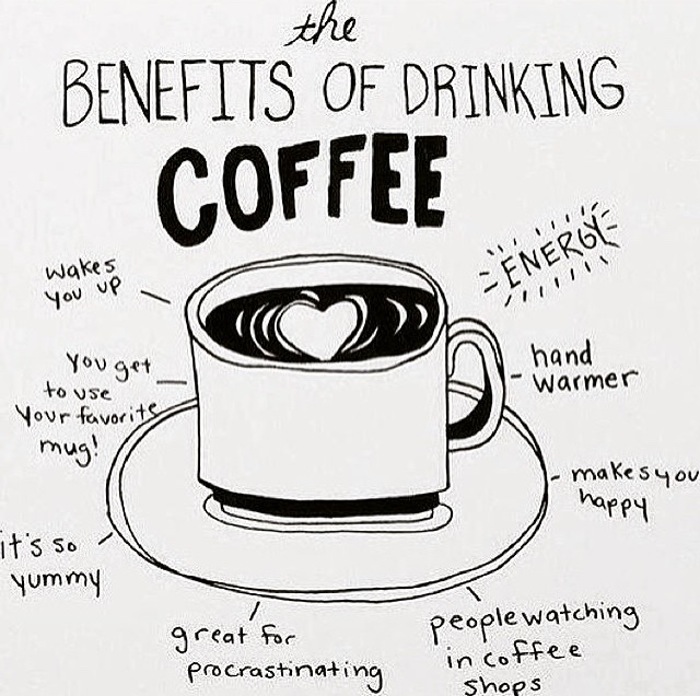 the
BENEFITS OF DRINKING
COFFEE
wakes
you up
ENERGY
You get
to use
your favorite
mug!
hand
warmer
makes you
happy
it's so
yummy
great for
procrastinating
people watching
in coffee
shops